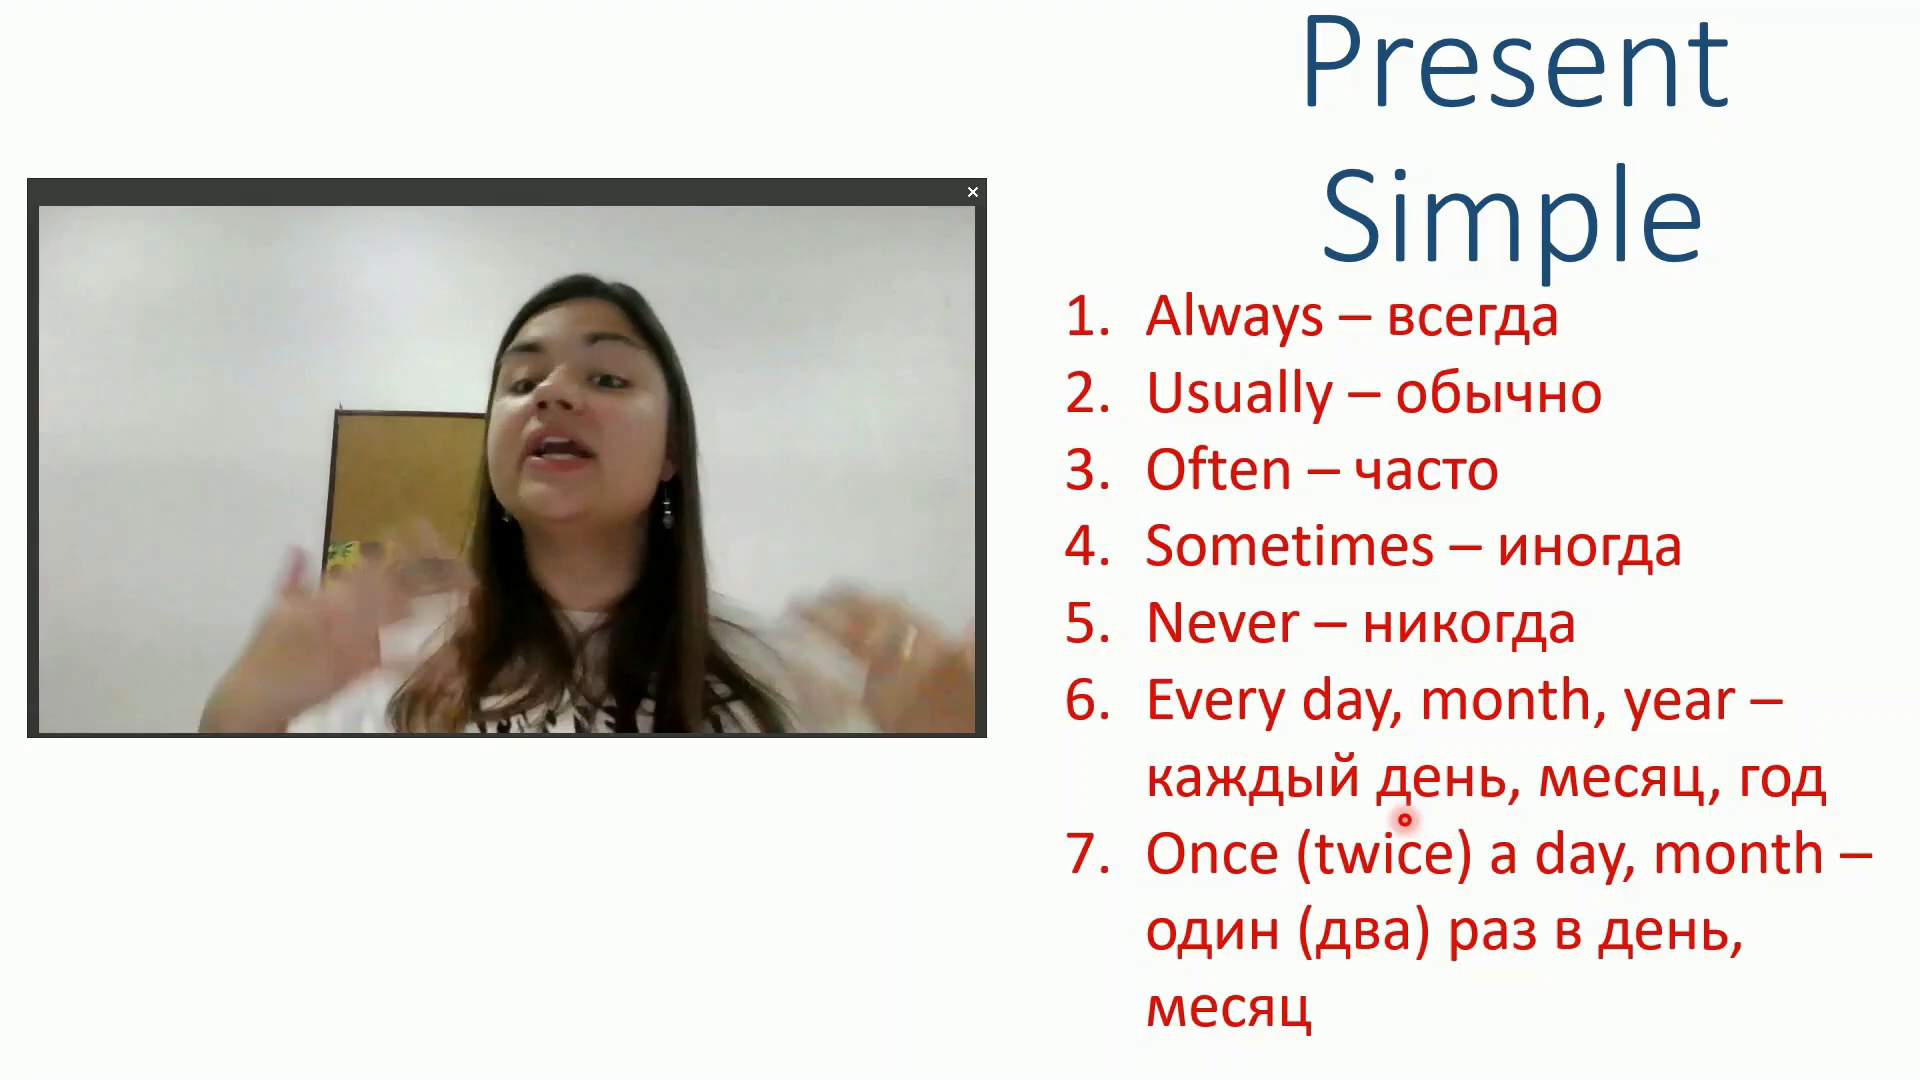 Present
Simple
1. Always – всегда
2. Usually – обычно
3. Often – часто
4. Sometimes – иногда
5. Never – никогда
6. Every day, month, year –
каждый день, месяц, год
7. Once (twice) a day, month –
один (два) раз в день,
месяц